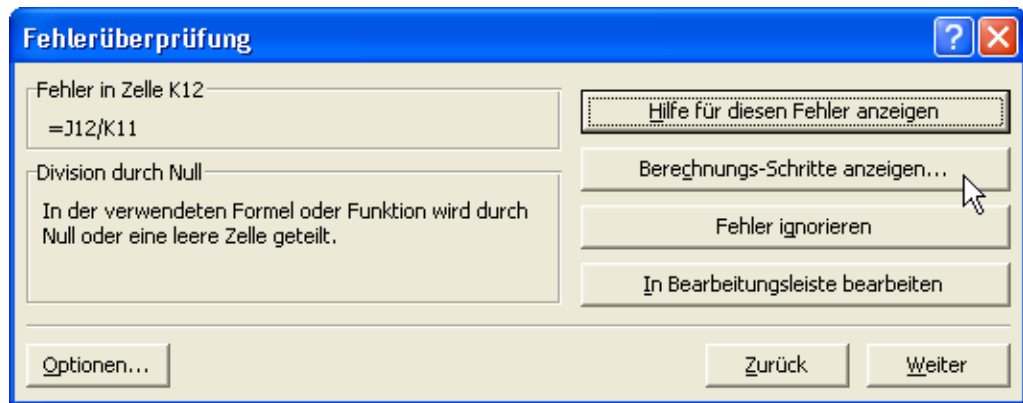 Fehlerüberprüfung
Fehler in Zelle K12
=J12/K11
Division durch Null
In der verwendeten Formel oder Funktion wird durch
Null oder eine leere Zelle geteilt.
Hilfe für diesen Fehler anzeigen
Berechnungs-Schritte anzeigen...
Fehler ignorieren
In Bearbeitungsleiste bearbeiten
Optionen...
Zurück
Weiter